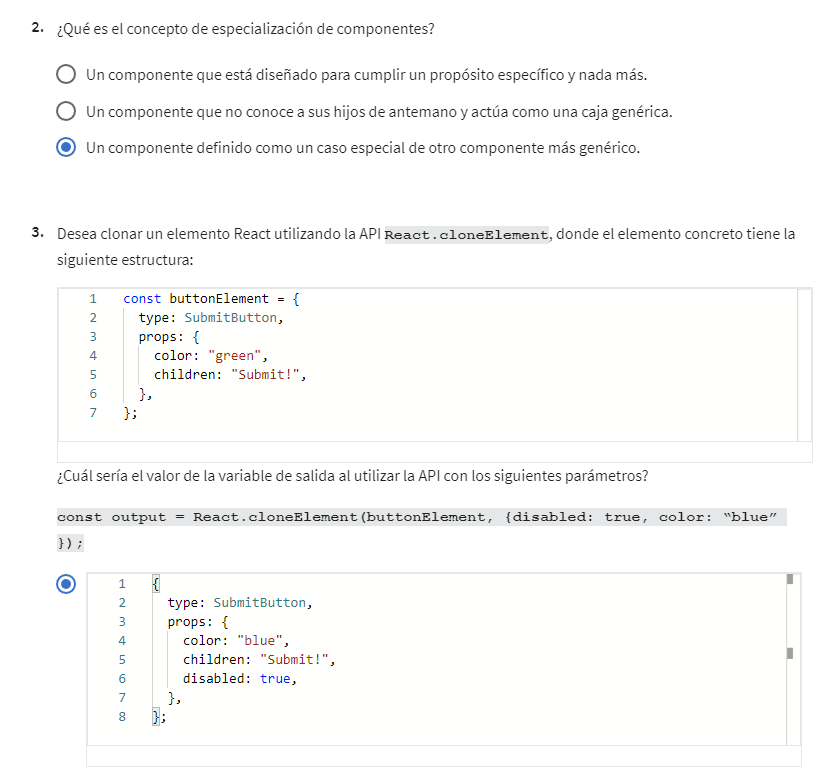 2. ¿Qué es el concepto de especialización de componentes?
Un componente que está diseñado para cumplir un propósito específico y nada más.
Un componente que no conoce a sus hijos de antemano y actúa como una caja genérica.
Un componente definido como un caso especial de otro componente más genérico.
3. Desea clonar un elemento React utilizando la API React.cloneElement, donde el elemento concreto tiene la
siguiente estructura:
1 const buttonElement = {
2 type: SubmitButton,
3 props: {
4 color: "green",
5 children: "Submit!",
6 },
7 };
¿Cuál sería el valor de la variable de salida al utilizar la API con los siguientes parámetros?
const output = React.cloneElement(buttonElement, {disabled: true, color: “blue”
});
1 {
2 type: SubmitButton,
3 props: {
4 color: "blue",
5 children: "Submit!",
6 disabled: true,
7 },
8 };